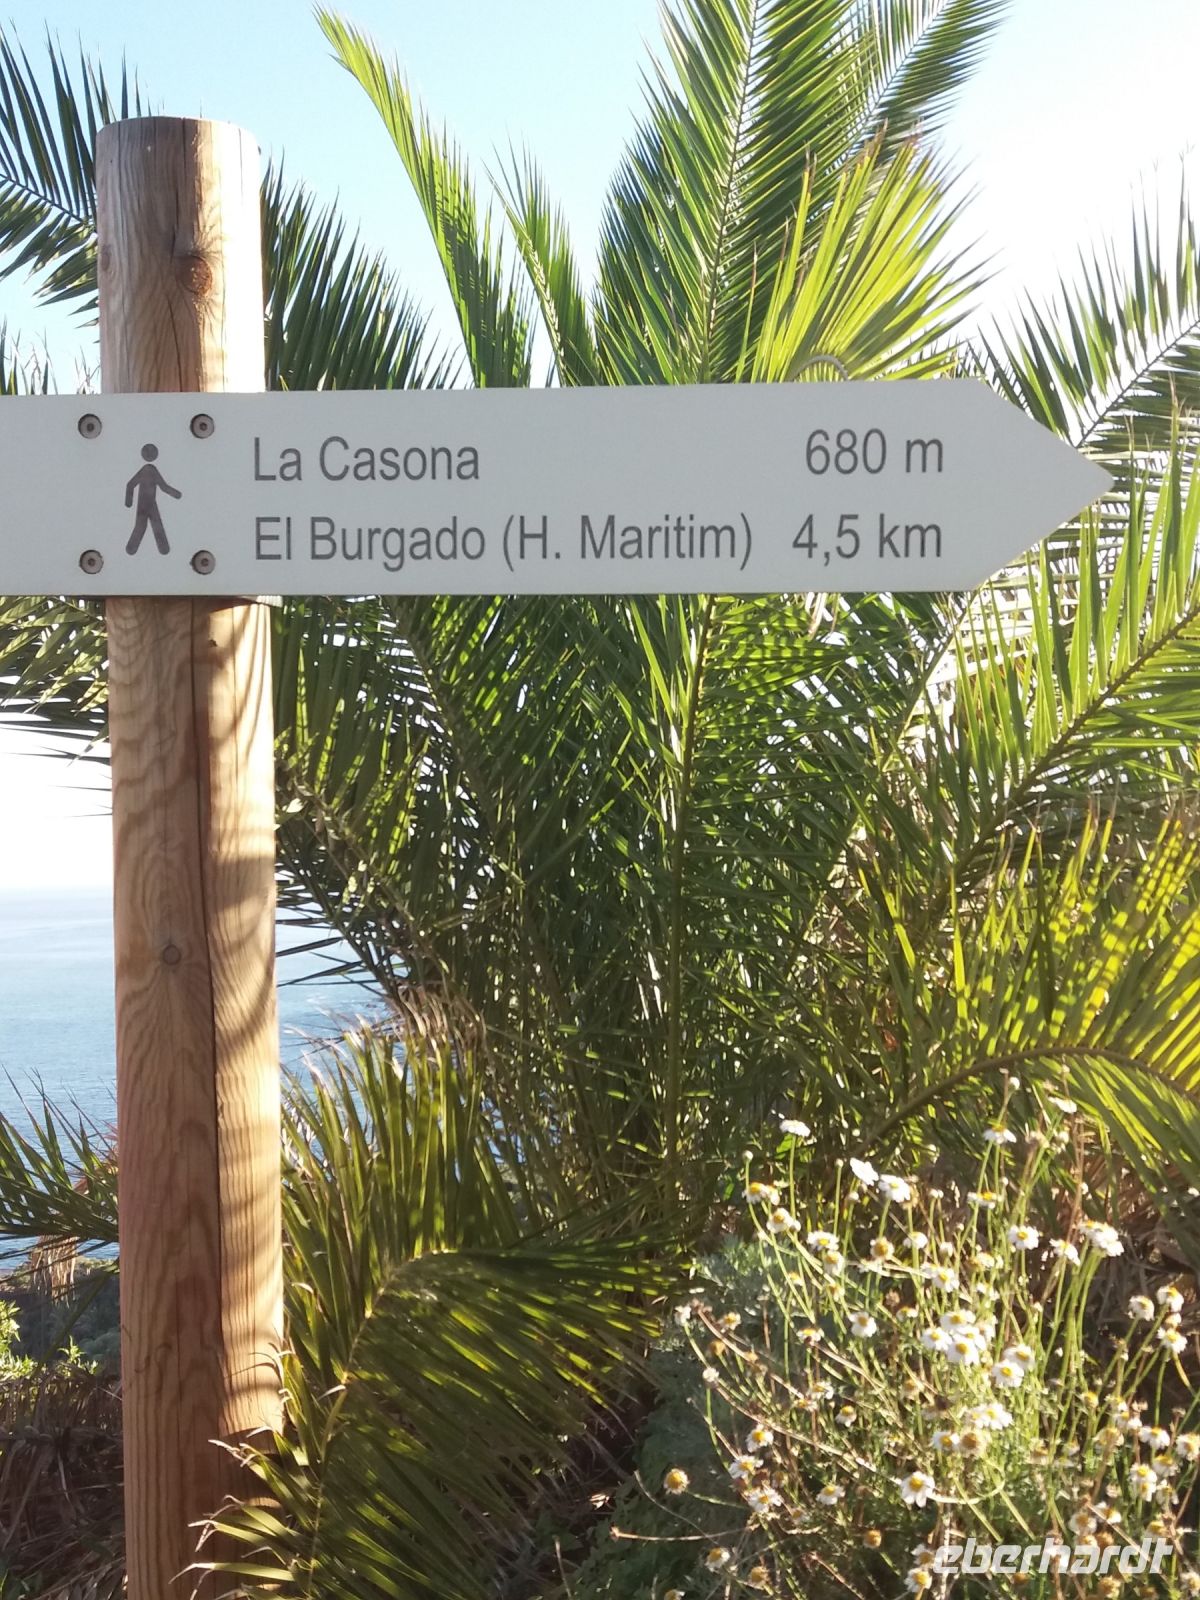 La Casona 680 m
El Burgado (H. Maritim) 4,5 km
eberhardt